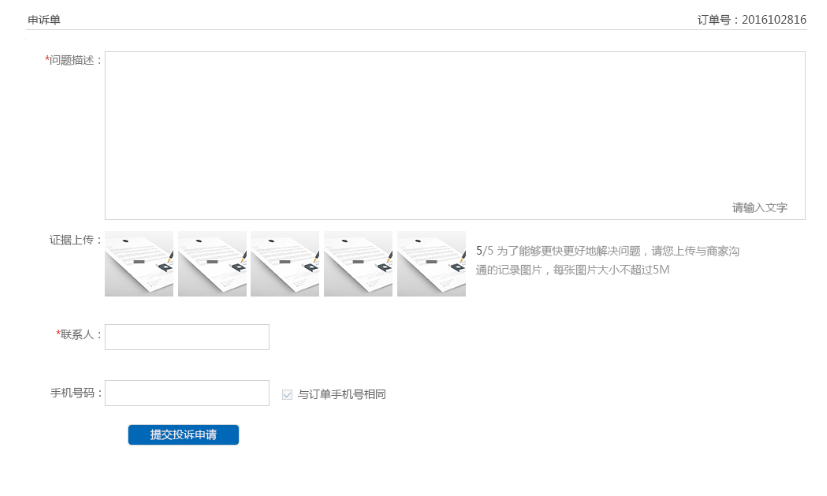 申诉单 订单号：2016102816
*问题描述：
请输入文字
证据上传：
5/5 为了能够更快更好地解决问题，请您上传与商家沟
通的记录图片，每张图片大小不超过5M
*联系人：
手机号码： 与订单手机号相同
提交投诉申请